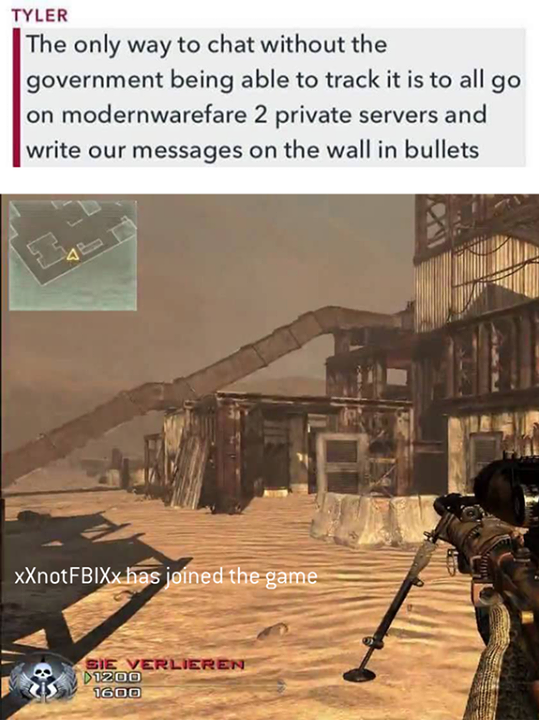 TYLER
The only way to chat without the
government being able to track it is to all go
on modernwarefare 2 private servers and
write our messages on the wall in bullets
xXnotFBIXx has joined the game
SIE VERLIEREN
1200
1600